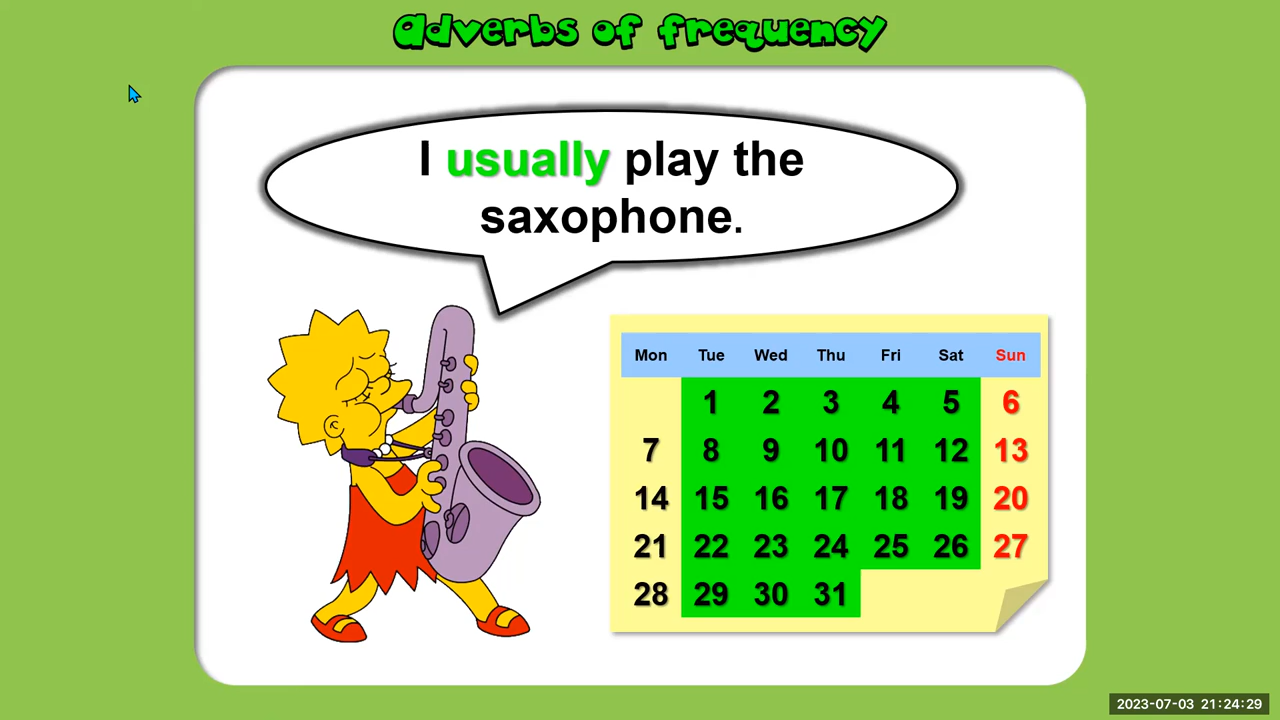 Adverbs of frequency
I usually play the
saxophone.
Mon Tue Wed Thu Fri Sat Sun
1 2 3 4 5 6
7 8 9 10 11 12 13
14 15 16 17 18 19 20
21 22 23 24 25 26 27
28 29 30 31
2023-07-03 21:24:29